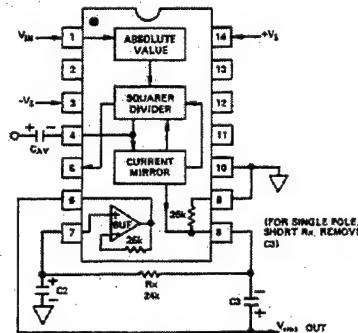 V_IN
1
ABSOLUTE
VALUE
14
+V_S
2
13
SQUARER
DIVIDER
-V_S
3
12
+ -
4
11
C_AV
CURRENT
MIRROR
5
10
6
25k
9
7
+
BUF
-
25k
8
(FOR SINGLE POLE,
SHORT Rx, REMOVE
C3)
+
C2
-
Rx
24k
-
C3
+
V_rms OUT